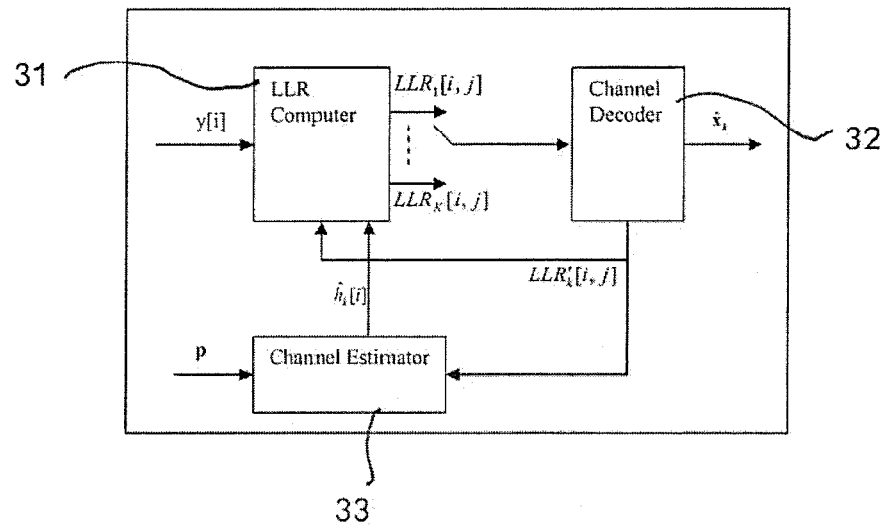 31
LLR
Computer
y[i]
LLR₁[i, j]
LLR_K[i, j]
Channel
Decoder
x̂ₖ
32
ĥₖ[i]
LLR′ₖ[i, j]
p
Channel Estimator
33